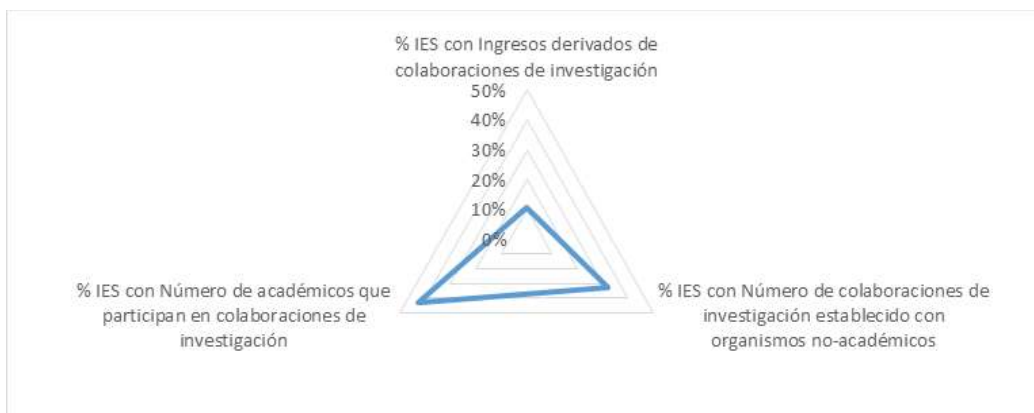 % IES con Ingresos derivados de
colaboraciones de investigación
50%
40%
30%
20%
10%
0%
% IES con Número de académicos que
participan en colaboraciones de
investigación
% IES con Número de colaboraciones de
investigación establecido con
organismos no-académicos